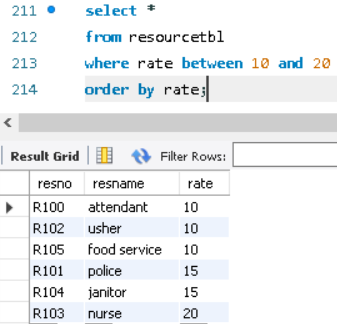 211 select *
212 from resourcetbl
213 where rate between 10 and 20
214 order by rate;
Result Grid Filter Rows:
resno resname rate
R100 attendant 10
R102 usher 10
R105 food service 10
R101 police 15
R104 janitor 15
R103 nurse 20